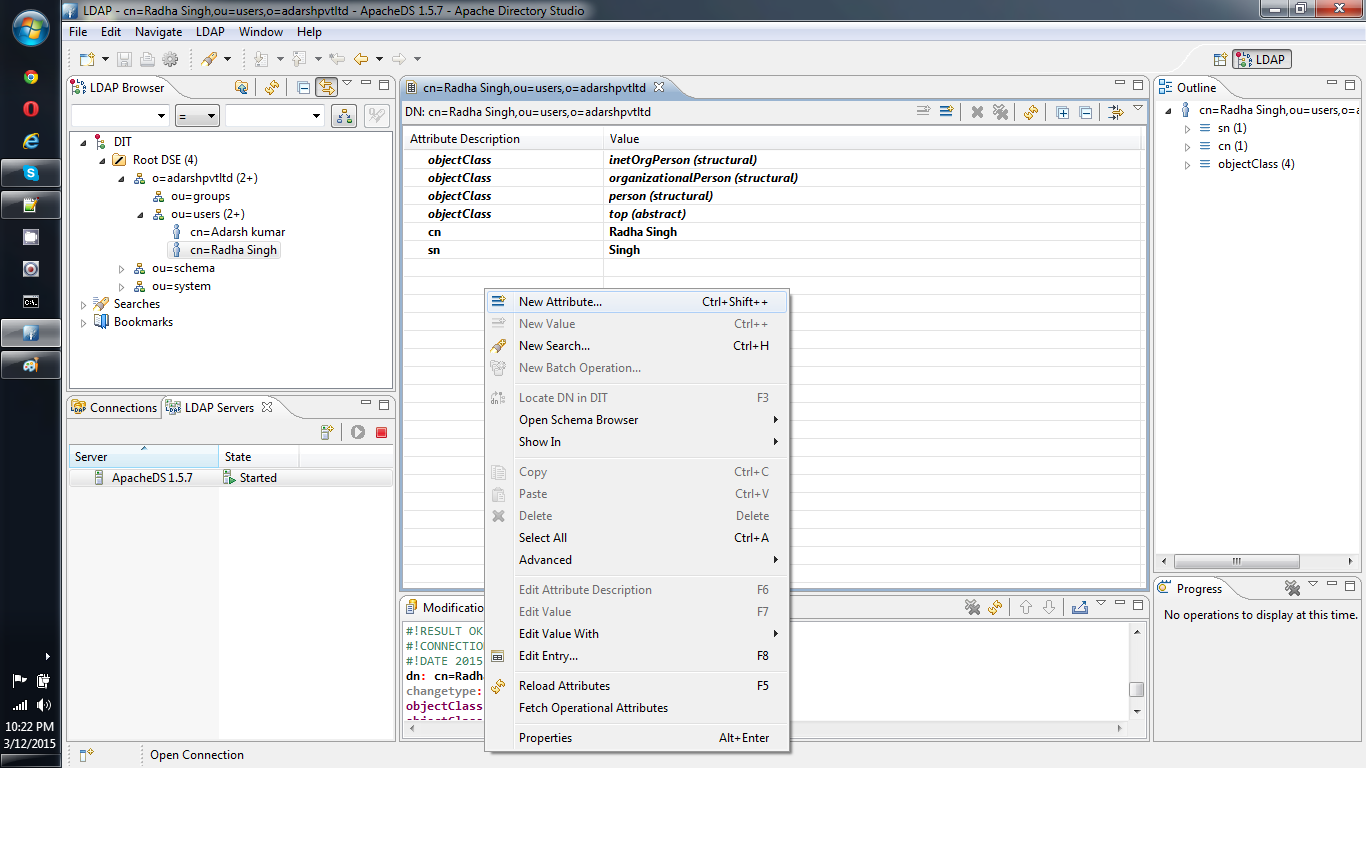 LDAP - cn=Radha Singh,ou=users,o=adarshpvtltd - ApacheDS 1.5.7 - Apache Directory Studio
File Edit Navigate LDAP Window Help
LDAP
LDAP Browser
=
DIT
Root DSE (4)
o=adarshpvtltd (2+)
ou=groups
ou=users (2+)
cn=Adarsh kumar
cn=Radha Singh
ou=schema
ou=system
Searches
Bookmarks
Connections LDAP Servers
Server State
ApacheDS 1.5.7 Started
cn=Radha Singh,ou=users,o=adarshpvtltd
DN: cn=Radha Singh,ou=users,o=adarshpvtltd
Attribute Description Value
objectClass inetOrgPerson (structural)
objectClass organizationalPerson (structural)
objectClass person (structural)
objectClass top (abstract)
cn Radha Singh
sn Singh
New Attribute... Ctrl+Shift++
New Value Ctrl++
New Search... Ctrl+H
New Batch Operation...
Locate DN in DIT F3
Open Schema Browser
Show In
Copy Ctrl+C
Paste Ctrl+V
Delete Delete
Select All Ctrl+A
Advanced
Edit Attribute Description F6
Edit Value F7
Edit Value With
Edit Entry... F8
Reload Attributes F5
Fetch Operational Attributes
Properties Alt+Enter
Modificatio
#!RESULT OK
#!CONNECTION
#!DATE 2015
dn: cn=Radh
changetype:
objectClass
objectClass
Outline
cn=Radha Singh,ou=users,o=a
sn (1)
cn (1)
objectClass (4)
Progress
No operations to display at this time.
10:22 PM
3/12/2015
Open Connection